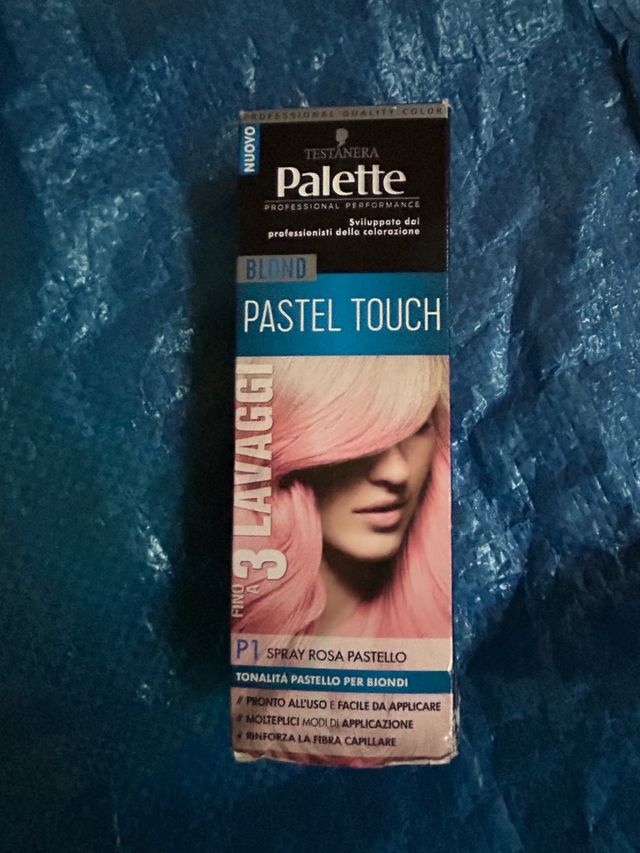 PROFESSIONAL QUALITY COLOR
NUOVO
TESTANERA
Palette
PROFESSIONAL PERFORMANCE
Sviluppato dai
professionisti della colorazione
BLOND
PASTEL TOUCH
FINO A 3 LAVAGGI
P1 SPRAY ROSA PASTELLO
TONALITÀ PASTELLO PER BIONDI
// PRONTO ALL'USO E FACILE DA APPLICARE
// MOLTEPLICI MODI DI APPLICAZIONE
// RINFORZA LA FIBRA CAPILLARE